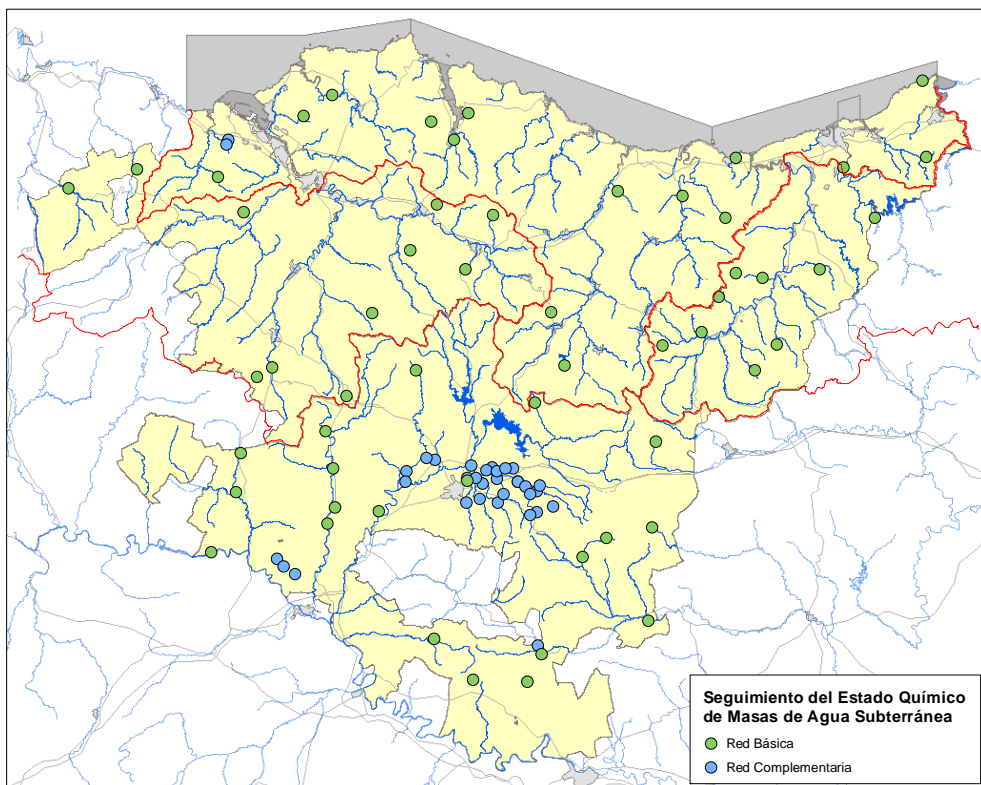 Seguimiento del Estado Químico
de Masas de Agua Subterránea
Red Básica
Red Complementaria